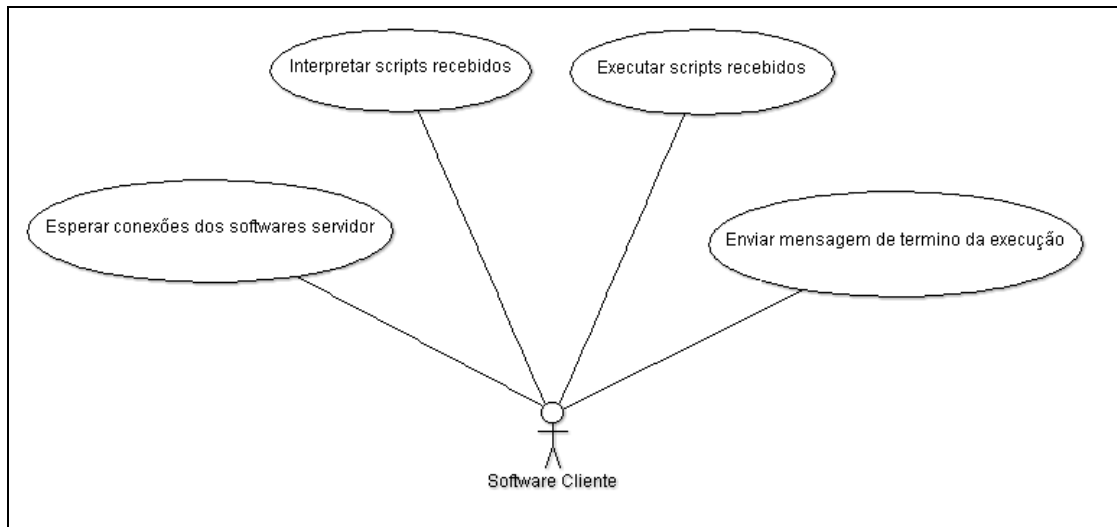 Interpretar scripts recebidos
Executar scripts recebidos
Esperar conexões dos softwares servidor
Enviar mensagem de termino da execução
Software Cliente